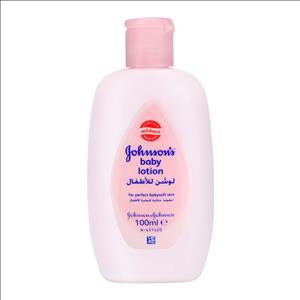 Johnson's
baby
lotion
لوشن للأطفال
for perfect babysoft skin
Johnson & Johnson
100ml e